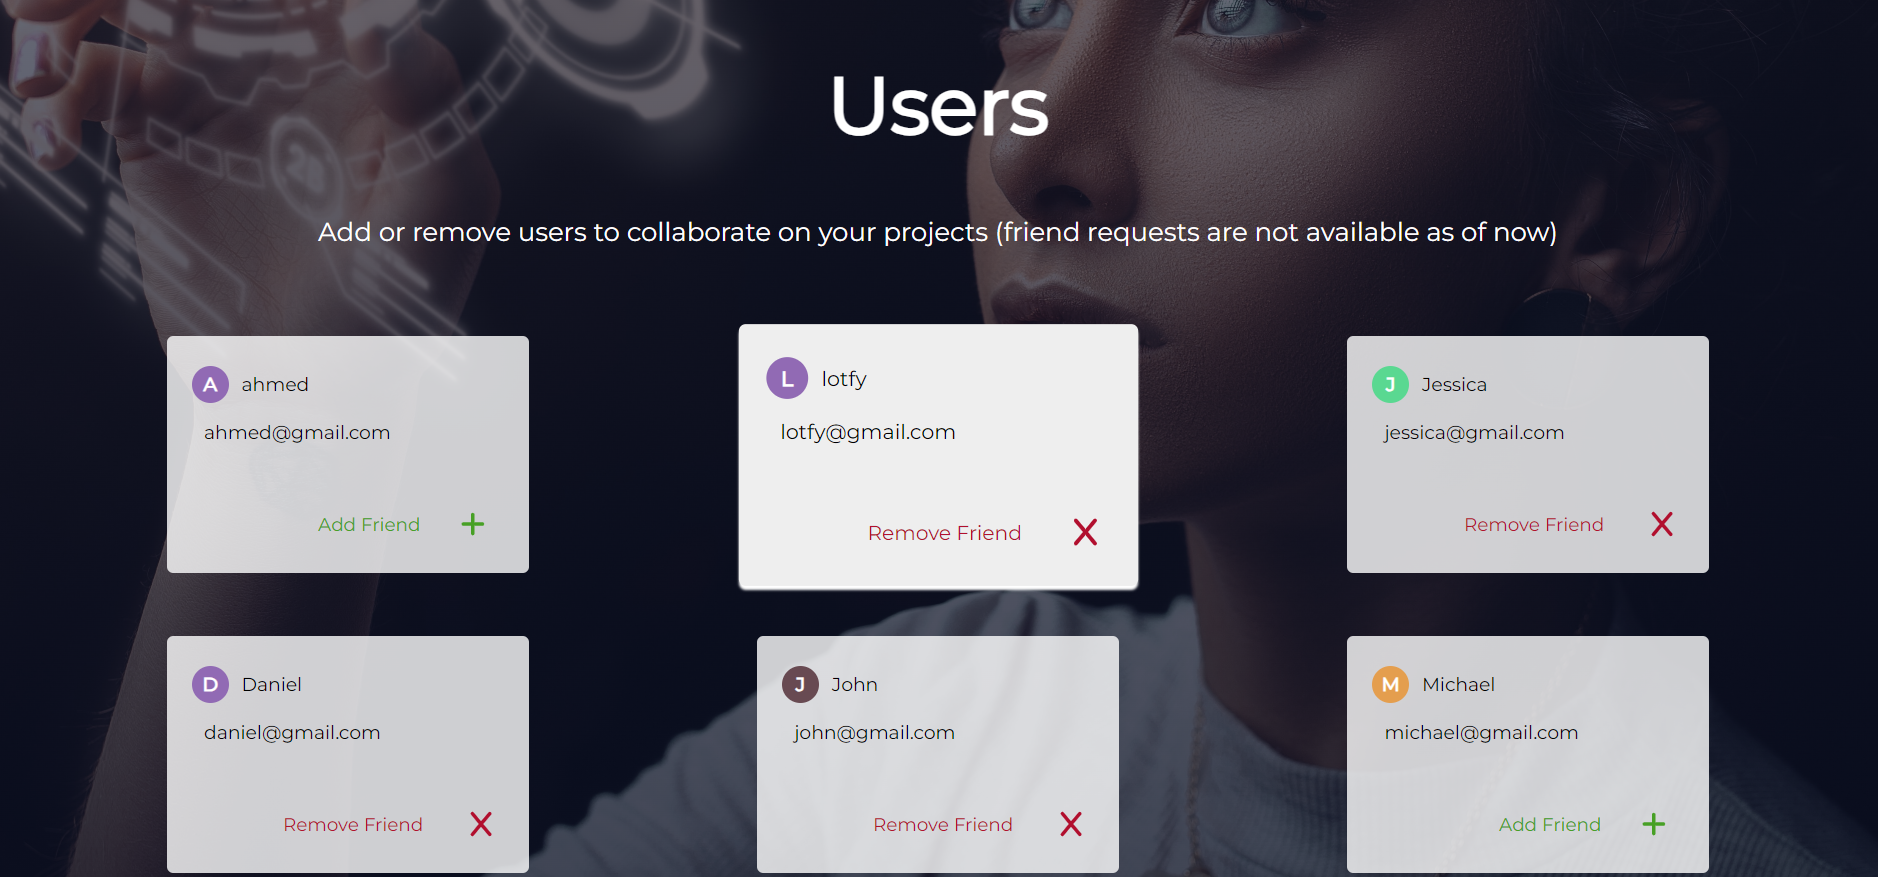 Users
Add or remove users to collaborate on your projects (friend requests are not available as of now)
A ahmed
ahmed@gmail.com
Add Friend +
L lotfy
lotfy@gmail.com
Remove Friend X
J Jessica
jessica@gmail.com
Remove Friend X
D Daniel
daniel@gmail.com
Remove Friend X
J John
john@gmail.com
Remove Friend X
M Michael
michael@gmail.com
Add Friend +